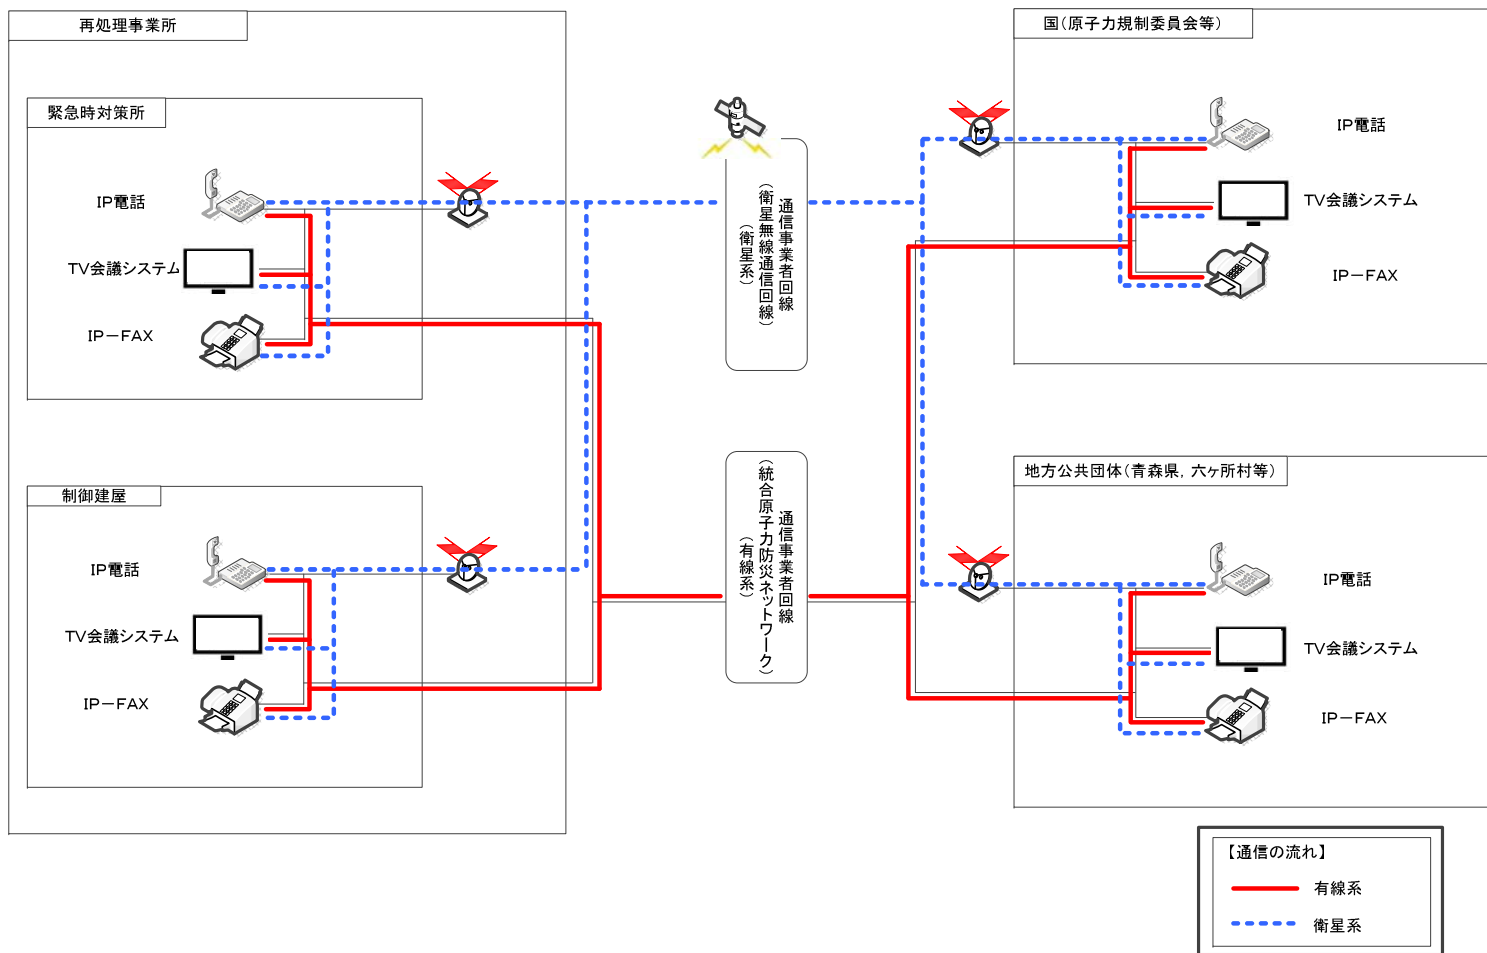 再処理事業所
緊急時対策所
IP電話
TV会議システム
IP－FAX
制御建屋
IP電話
TV会議システム
IP－FAX
通信事業者回線
（衛星無線通信回線）
（衛星系）
通信事業者回線
（統合原子力防災ネットワーク）
（有線系）
国（原子力規制委員会等）
IP電話
TV会議システム
IP－FAX
地方公共団体（青森県，六ヶ所村等）
IP電話
TV会議システム
IP－FAX
【通信の流れ】
有線系
衛星系